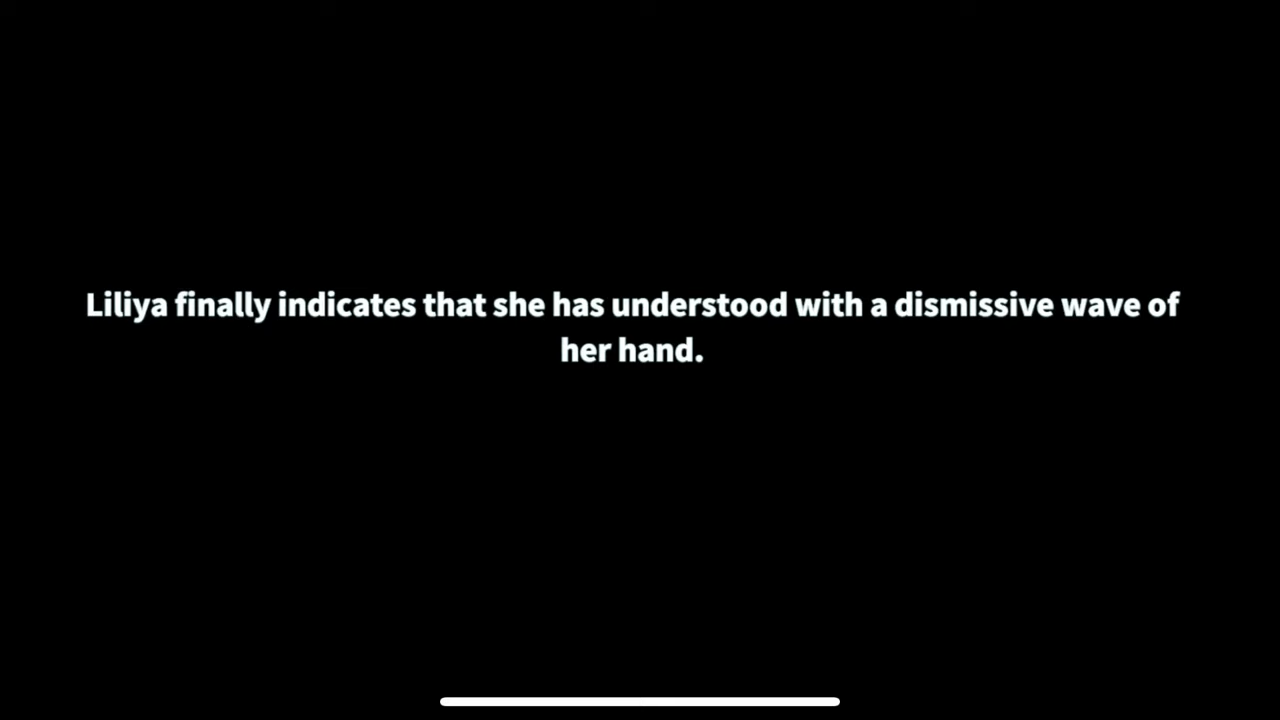 Liliya finally indicates that she has understood with a dismissive wave of
her hand.